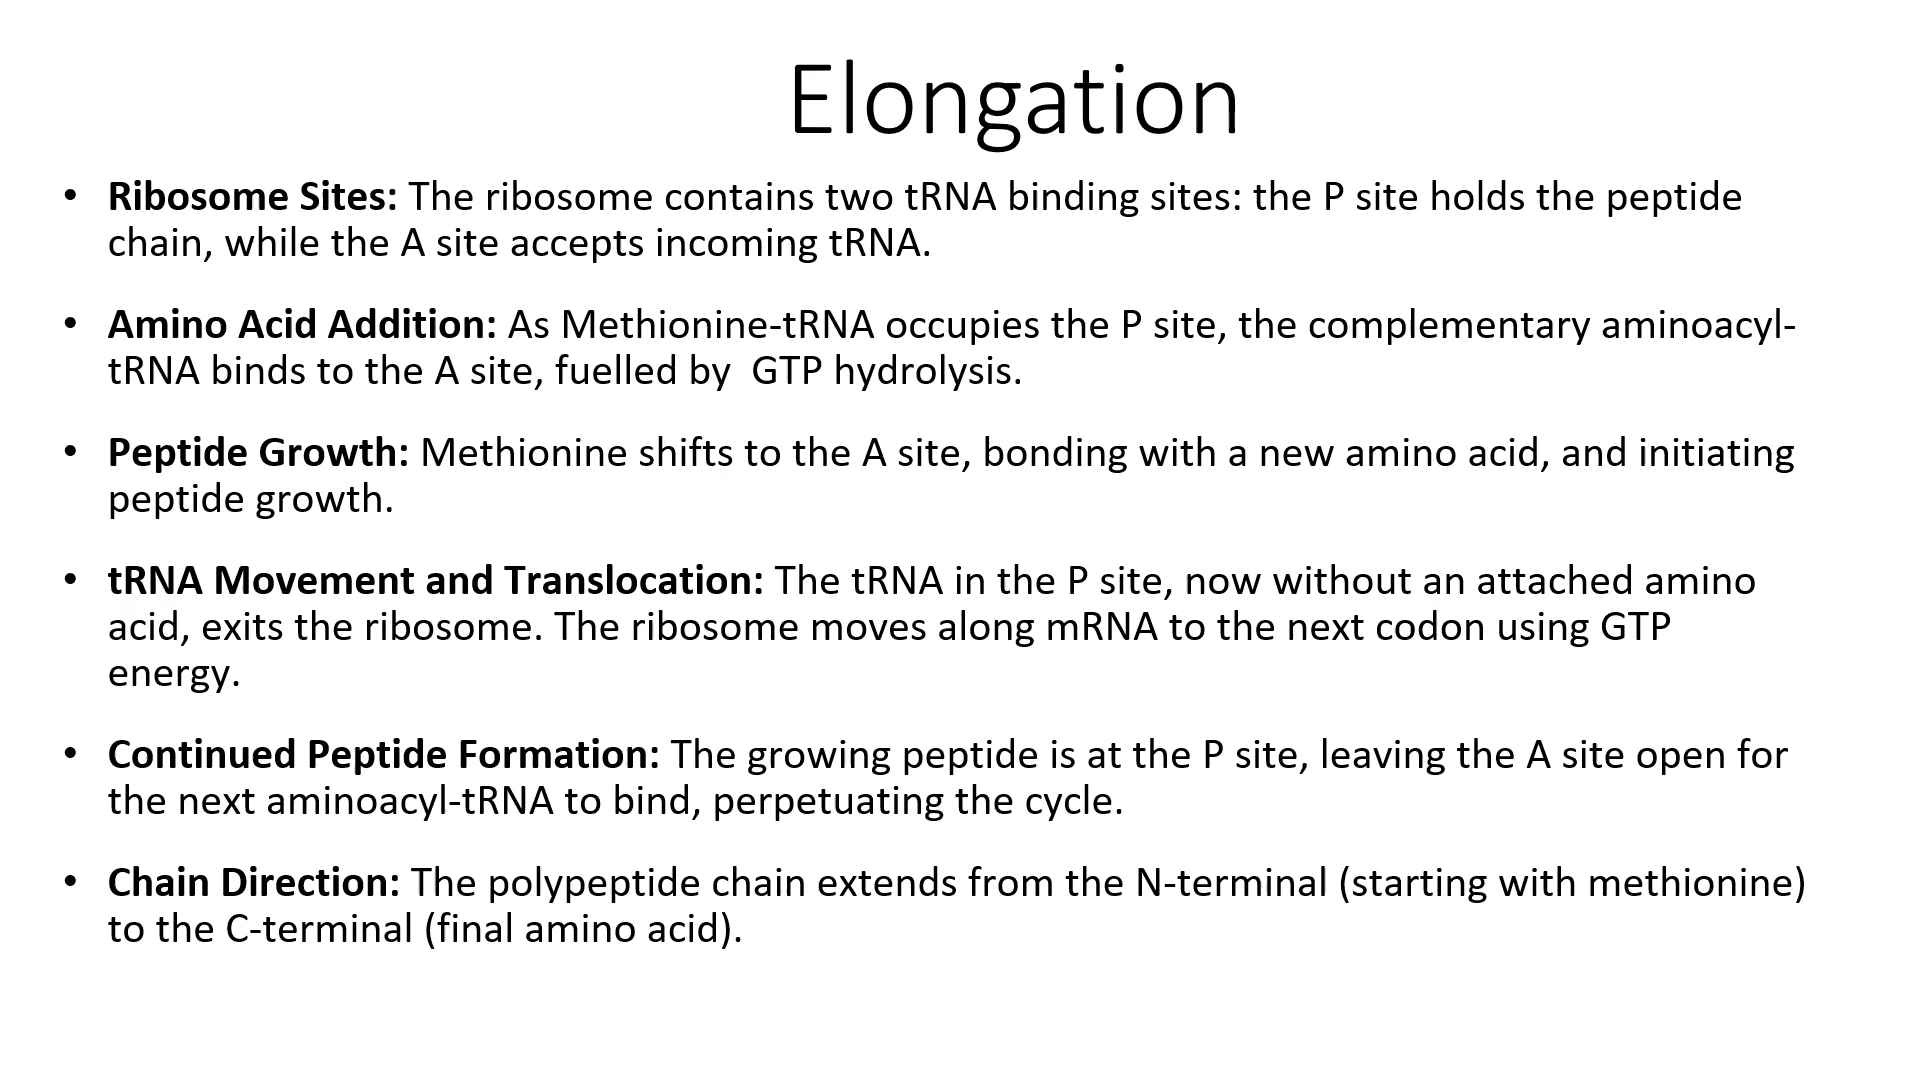 Elongation
• Ribosome Sites: The ribosome contains two tRNA binding sites: the P site holds the peptide
chain, while the A site accepts incoming tRNA.
• Amino Acid Addition: As Methionine-tRNA occupies the P site, the complementary aminoacyl-
tRNA binds to the A site, fuelled by  GTP hydrolysis.
• Peptide Growth: Methionine shifts to the A site, bonding with a new amino acid, and initiating
peptide growth.
• tRNA Movement and Translocation: The tRNA in the P site, now without an attached amino
acid, exits the ribosome. The ribosome moves along mRNA to the next codon using GTP
energy.
• Continued Peptide Formation: The growing peptide is at the P site, leaving the A site open for
the next aminoacyl-tRNA to bind, perpetuating the cycle.
• Chain Direction: The polypeptide chain extends from the N-terminal (starting with methionine)
to the C-terminal (final amino acid).